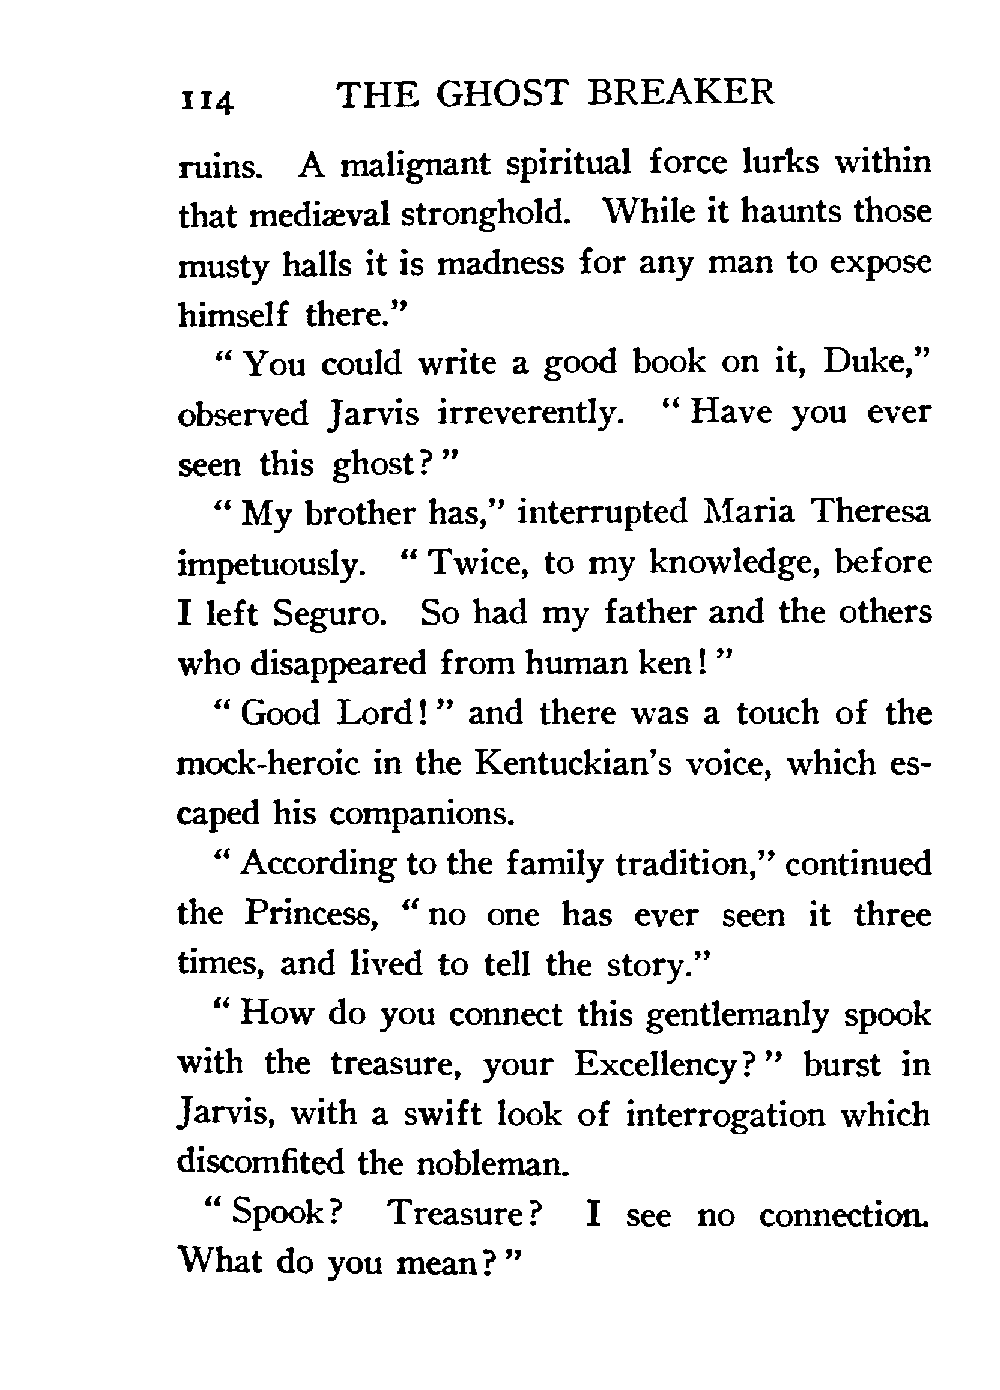 114 THE GHOST BREAKER
ruins. A malignant spiritual force lurks within
that mediæval stronghold. While it haunts those
musty halls it is madness for any man to expose
himself there.”
“ You could write a good book on it, Duke,”
observed Jarvis irreverently. “ Have you ever
seen this ghost? ”
“ My brother has,” interrupted Maria Theresa
impetuously. “ Twice, to my knowledge, before
I left Seguro. So had my father and the others
who disappeared from human ken! ”
“ Good Lord! ” and there was a touch of the
mock-heroic in the Kentuckian’s voice, which es-
caped his companions.
“ According to the family tradition,” continued
the Princess, “ no one has ever seen it three
times, and lived to tell the story.”
“ How do you connect this gentlemanly spook
with the treasure, your Excellency? ” burst in
Jarvis, with a swift look of interrogation which
discomfited the nobleman.
“ Spook? Treasure? I see no connection.
What do you mean? ”